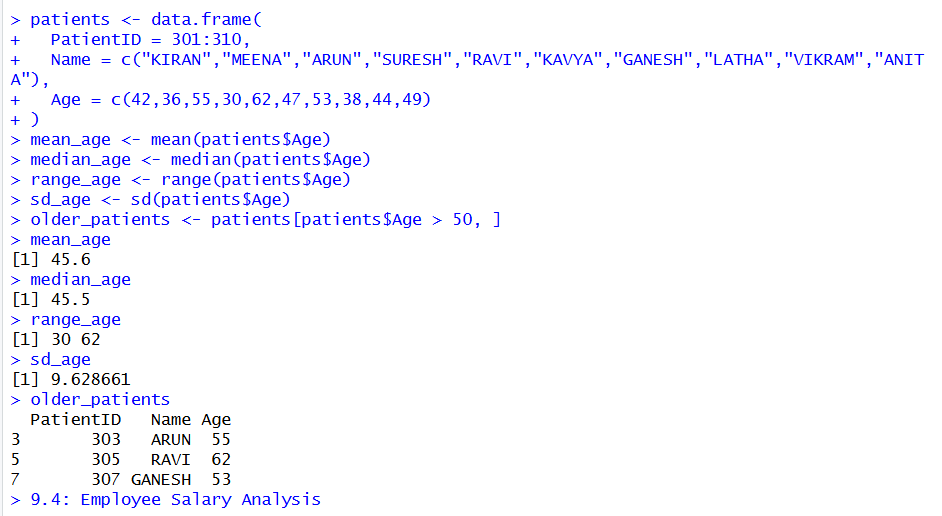 > patients <- data.frame(
+   PatientID = 301:310,
+   Name = c("KIRAN","MEENA","ARUN","SURESH","RAVI","KAVYA","GANESH","LATHA","VIKRAM","ANIT
A"),
+   Age = c(42,36,55,30,62,47,53,38,44,49)
+ )
> mean_age <- mean(patients$Age)
> median_age <- median(patients$Age)
> range_age <- range(patients$Age)
> sd_age <- sd(patients$Age)
> older_patients <- patients[patients$Age > 50, ]
> mean_age
[1] 45.6
> median_age
[1] 45.5
> range_age
[1] 30 62
> sd_age
[1] 9.628661
> older_patients
  PatientID   Name Age
3       303   ARUN  55
5       305   RAVI  62
7       307 GANESH  53
> 9.4: Employee Salary Analysis